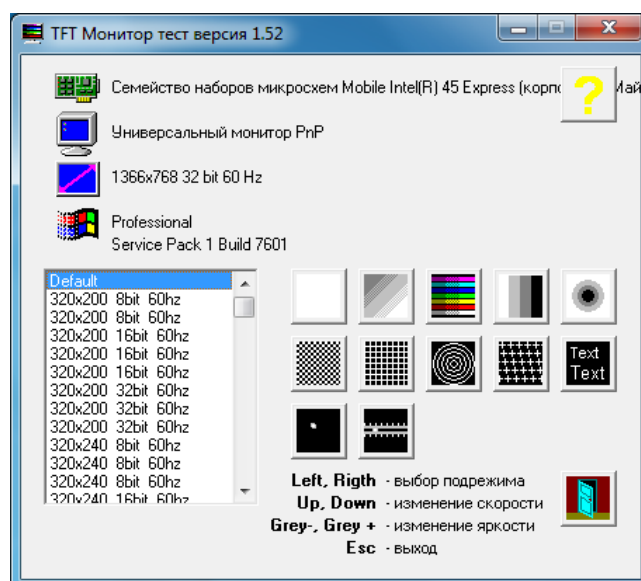 TFT Монитор тест версия 1.52
Семейство наборов микросхем Mobile Intel(R) 45 Express (корпо Май
?
Универсальный монитор PnP
1366x768 32 bit 60 Hz
Professional
Service Pack 1 Build 7601
Default
320x200 8bit 60hz
320x200 8bit 60hz
320x200 16bit 60hz
320x200 16bit 60hz
320x200 16bit 60hz
320x200 32bit 60hz
320x200 32bit 60hz
320x200 32bit 60hz
320x240 8bit 60hz
320x240 8bit 60hz
320x240 8bit 60hz
320x240 16bit 60hz
Text
Text
Left, Rigth - выбор подрежима
Up, Down - изменение скорости
Grey-, Grey + - изменение яркости
Esc - выход